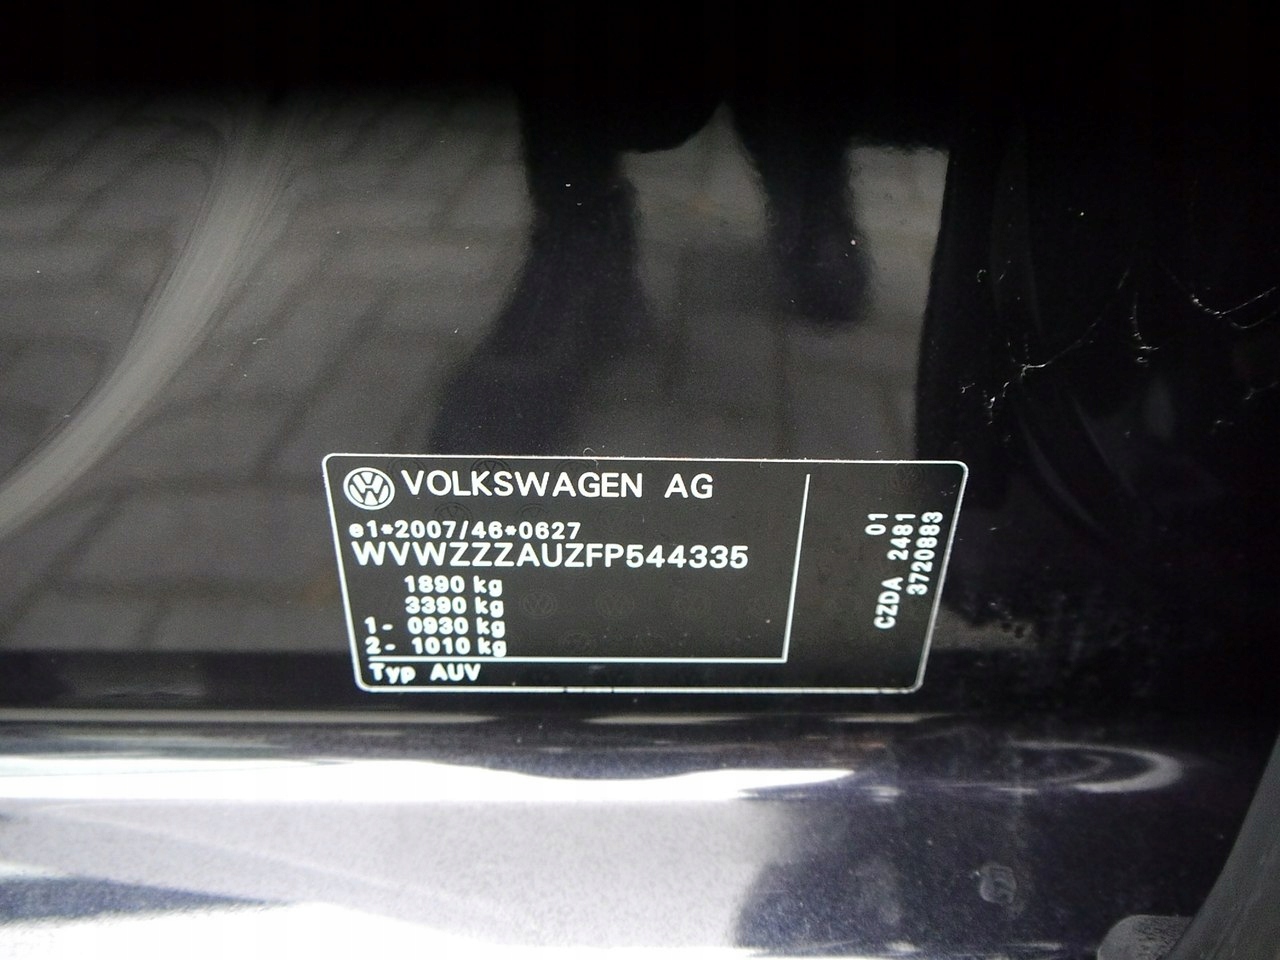 VOLKSWAGEN AG
e1*2007/46*0627
WVWZZZAUZFP544335
1890 kg
3390 kg
1- 0930 kg
2- 1010 kg
Typ AUV
01
CZDA 2481
3720883